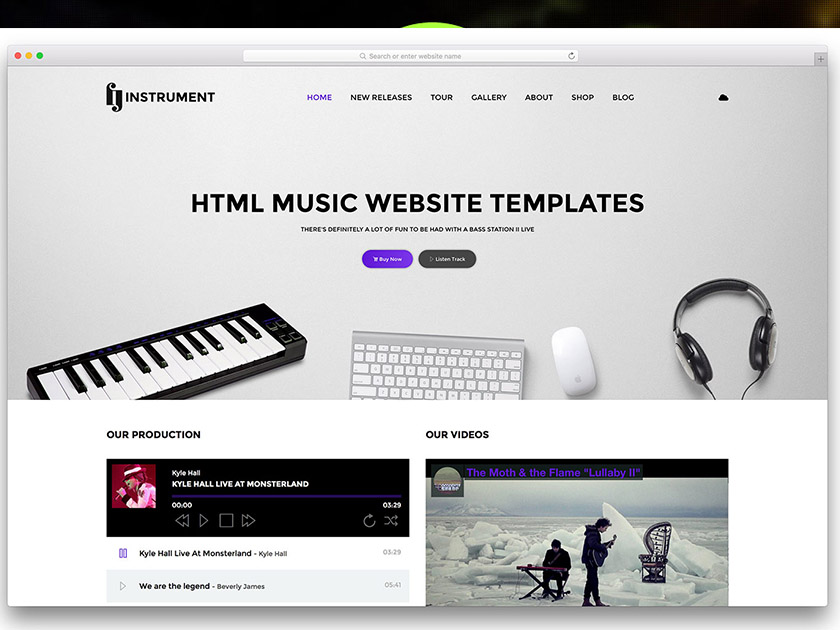 Search or enter website name
INSTRUMENT
HOME NEW RELEASES TOUR GALLERY ABOUT SHOP BLOG
HTML MUSIC WEBSITE TEMPLATES
THERE'S DEFINITELY A LOT OF FUN TO BE HAD WITH A BASS STATION II LIVE
Buy Now Listen Track
OUR PRODUCTION
Kyle Hall
KYLE HALL LIVE AT MONSTERLAND
00:00 03:29
Kyle Hall Live At Monsterland - Kyle Hall 03:29
We are the legend - Beverly James 05:41
OUR VIDEOS
The Moth & the Flame "Lullaby II"